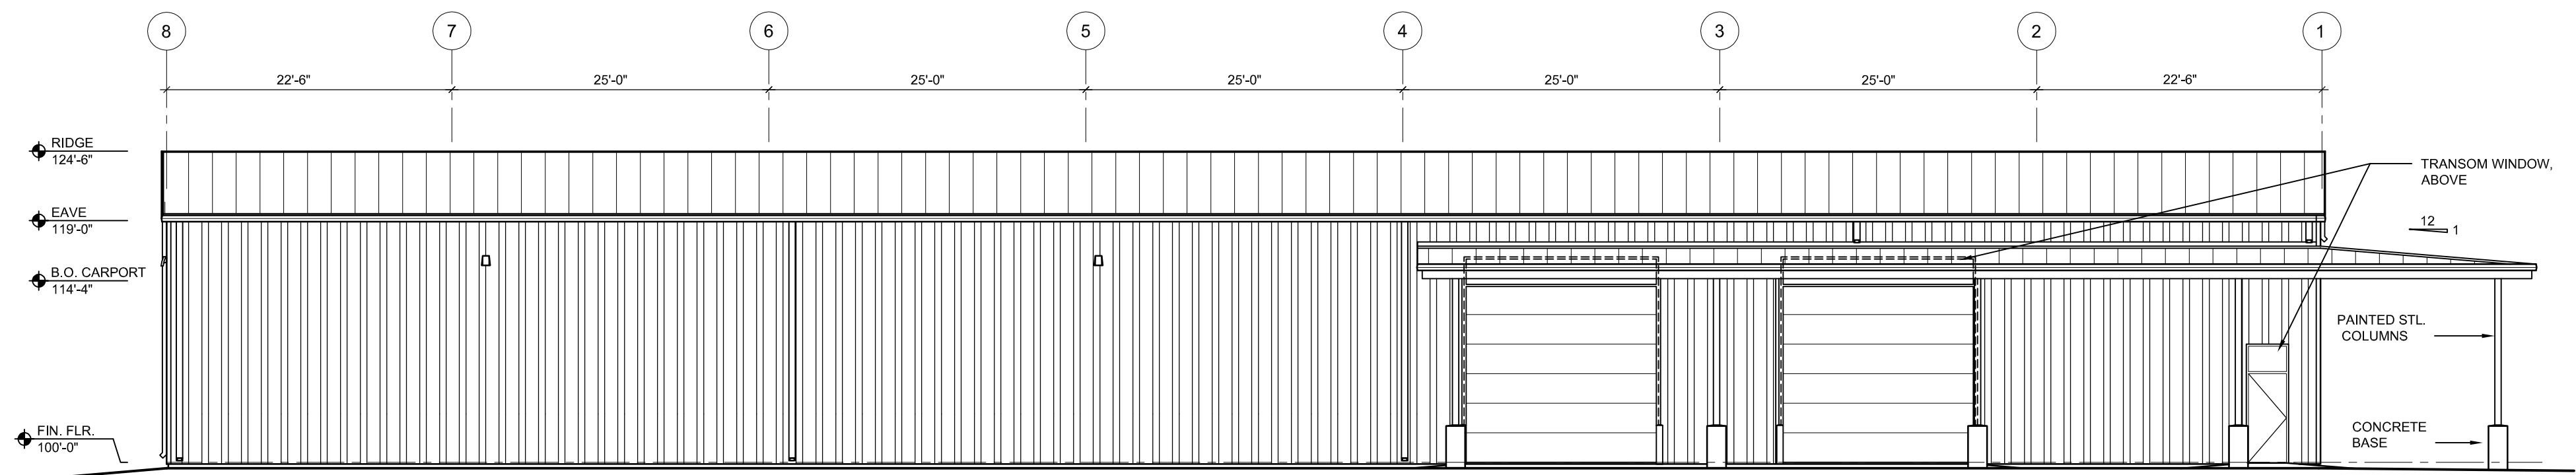 8
7
6
5
4
3
2
1
22'-6"
25'-0"
25'-0"
25'-0"
25'-0"
25'-0"
22'-6"
RIDGE
124'-6"
TRANSOM WINDOW,
ABOVE
EAVE
119'-0"
12
1
B.O. CARPORT
114'-4"
PAINTED STL.
COLUMNS
FIN. FLR.
100'-0"
CONCRETE
BASE